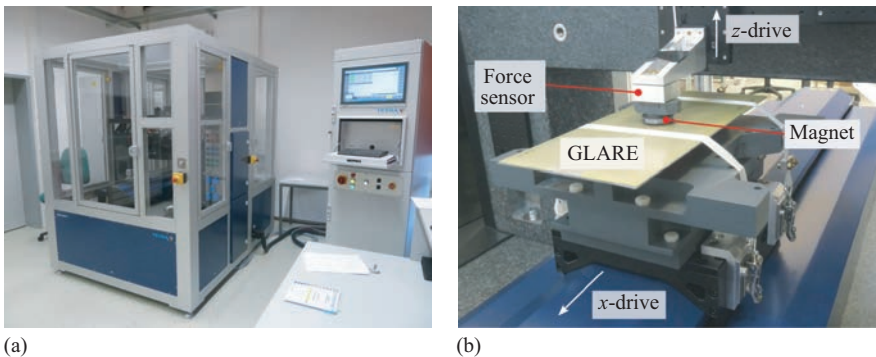 z-drive
Force
sensor
Magnet
GLARE
x-drive
(a)
(b)